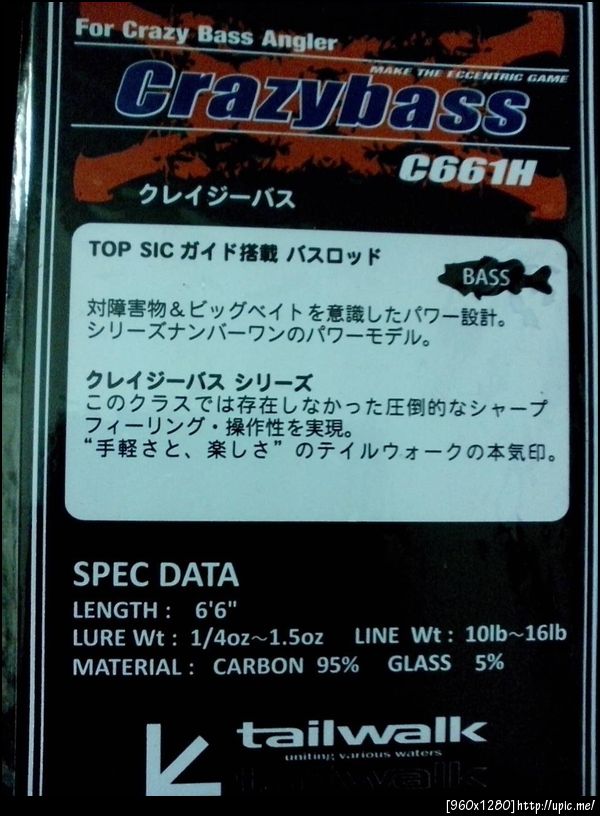 For Crazy Bass Angler
MAKE THE ECCENTRIC GAME
Crazybass
C661H
クレイジーバス
TOP SIC ガイド搭載 バスロッド
BASS
対障害物＆ビッグベイトを意識したパワー設計。
シリーズナンバーワンのパワーモデル。
クレイジーバス シリーズ
このクラスでは存在しなかった圧倒的なシャープ
フィーリング・操作性を実現。
“手軽さと、楽しさ”のテイルウォークの本気印。
SPEC DATA
LENGTH : 6'6"
LURE Wt : 1/4oz～1.5oz LINE Wt : 10lb～16lb
MATERIAL : CARBON 95% GLASS 5%
tailwalk
uniting various waters
tailwalk
[960x1280]http://upic.me/